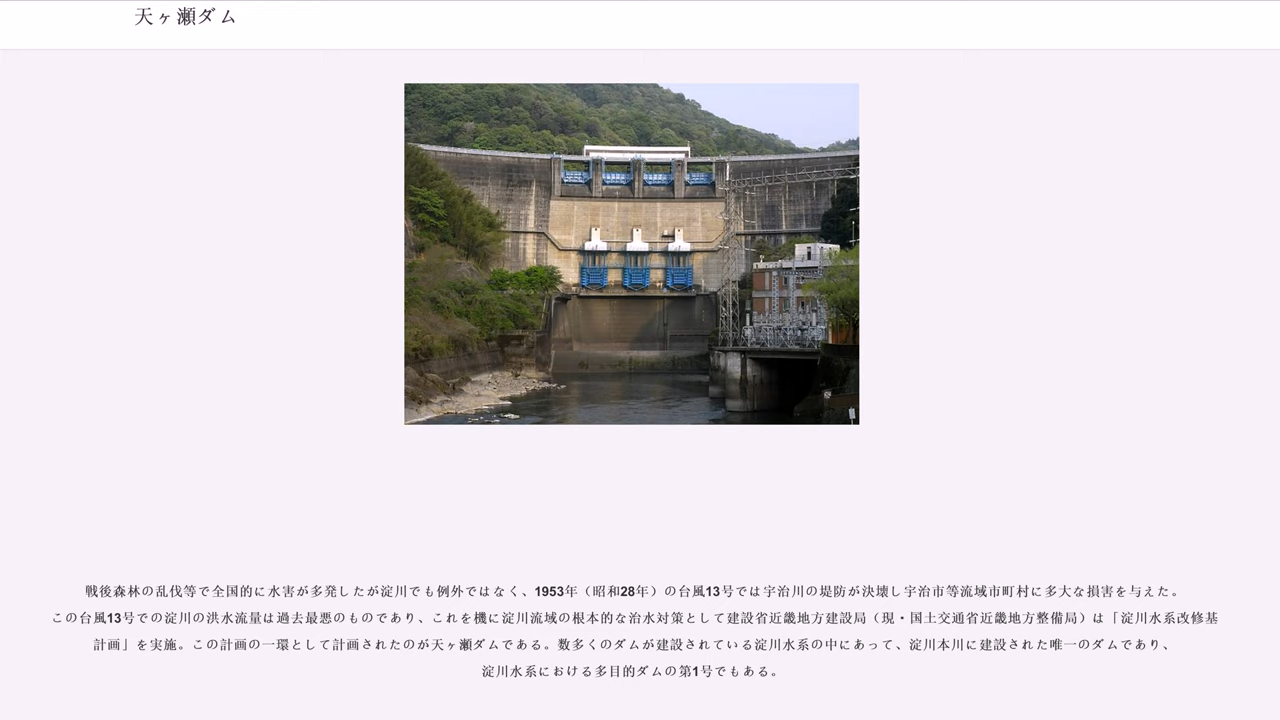 天ヶ瀬ダム
戦後森林の乱伐等で全国的に水害が多発したが淀川でも例外ではなく、1953年（昭和28年）の台風13号では宇治川の堤防が決壊し宇治市等流域市町村に多大な損害を与えた。
この台風13号での淀川の洪水流量は過去最悪のものであり、これを機に淀川流域の根本的な治水対策として建設省近畿地方建設局（現・国土交通省近畿地方整備局）は「淀川水系改修基
計画」を実施。この計画の一環として計画されたのが天ヶ瀬ダムである。数多くのダムが建設されている淀川水系の中にあって、淀川本川に建設された唯一のダムであり、
淀川水系における多目的ダムの第1号でもある。